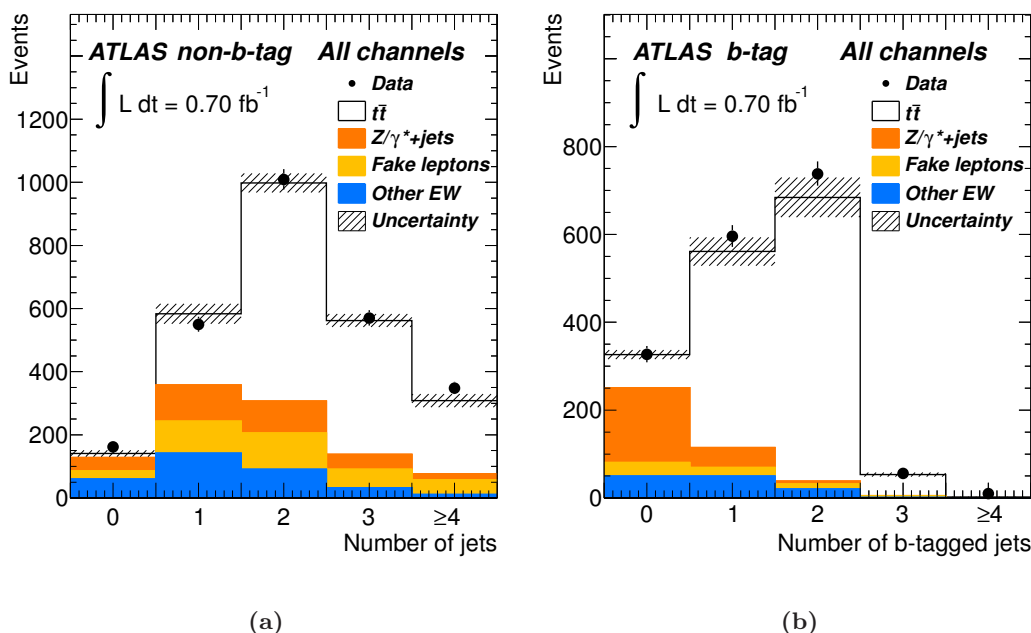 Events
ATLAS non-b-tag All channels
∫ L dt = 0.70 fb⁻¹
Data
tt̄
Z/γ*+jets
Fake leptons
Other EW
Uncertainty
1200
1000
800
600
400
200
0
0 1 2 3 ≥4
Number of jets
(a)
Events
ATLAS b-tag All channels
∫ L dt = 0.70 fb⁻¹
Data
tt̄
Z/γ*+jets
Fake leptons
Other EW
Uncertainty
800
600
400
200
0
0 1 2 3 ≥4
Number of b-tagged jets
(b)